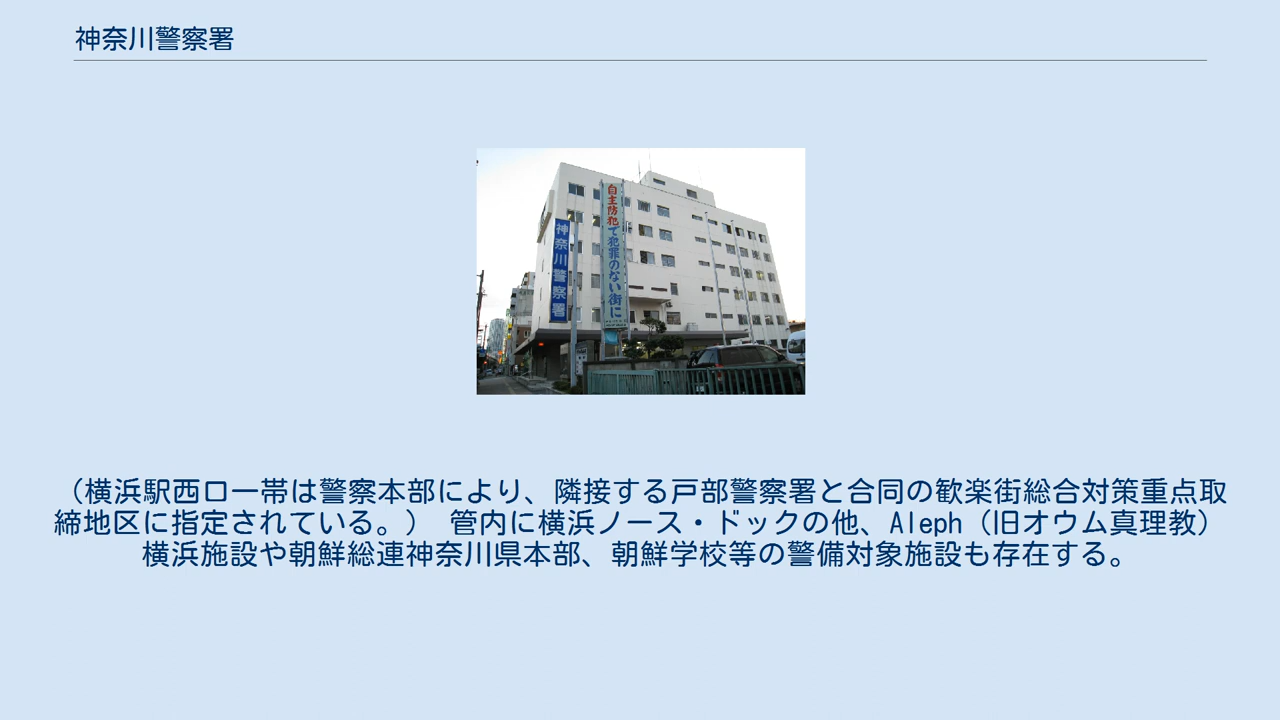 神奈川警察署
神奈川警察署
自主防犯で犯罪のない街に
（横浜駅西口一帯は警察本部により、隣接する戸部警察署と合同の歓楽街総合対策重点取
締地区に指定されている。） 管内に横浜ノース・ドックの他、Aleph（旧オウム真理教）
横浜施設や朝鮮総連神奈川県本部、朝鮮学校等の警備対象施設も存在する。